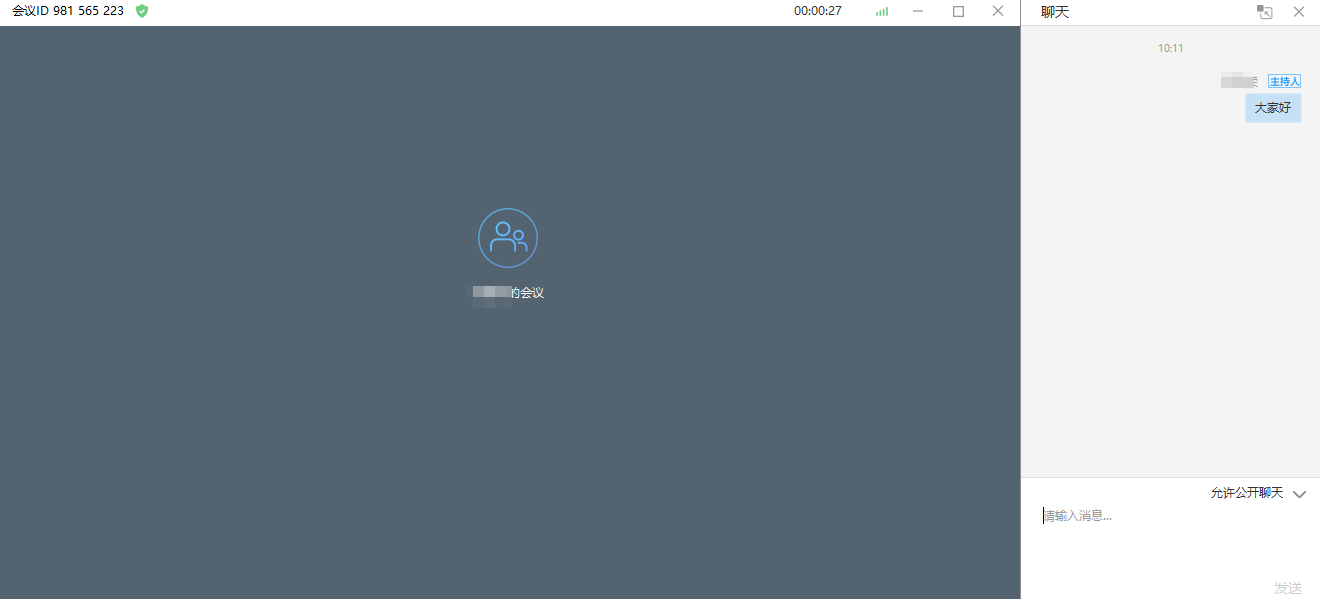 会议ID 981 565 223
00:00:27
聊天
10:11
主持人
大家好
的会议
允许公开聊天
请输入消息...
发送